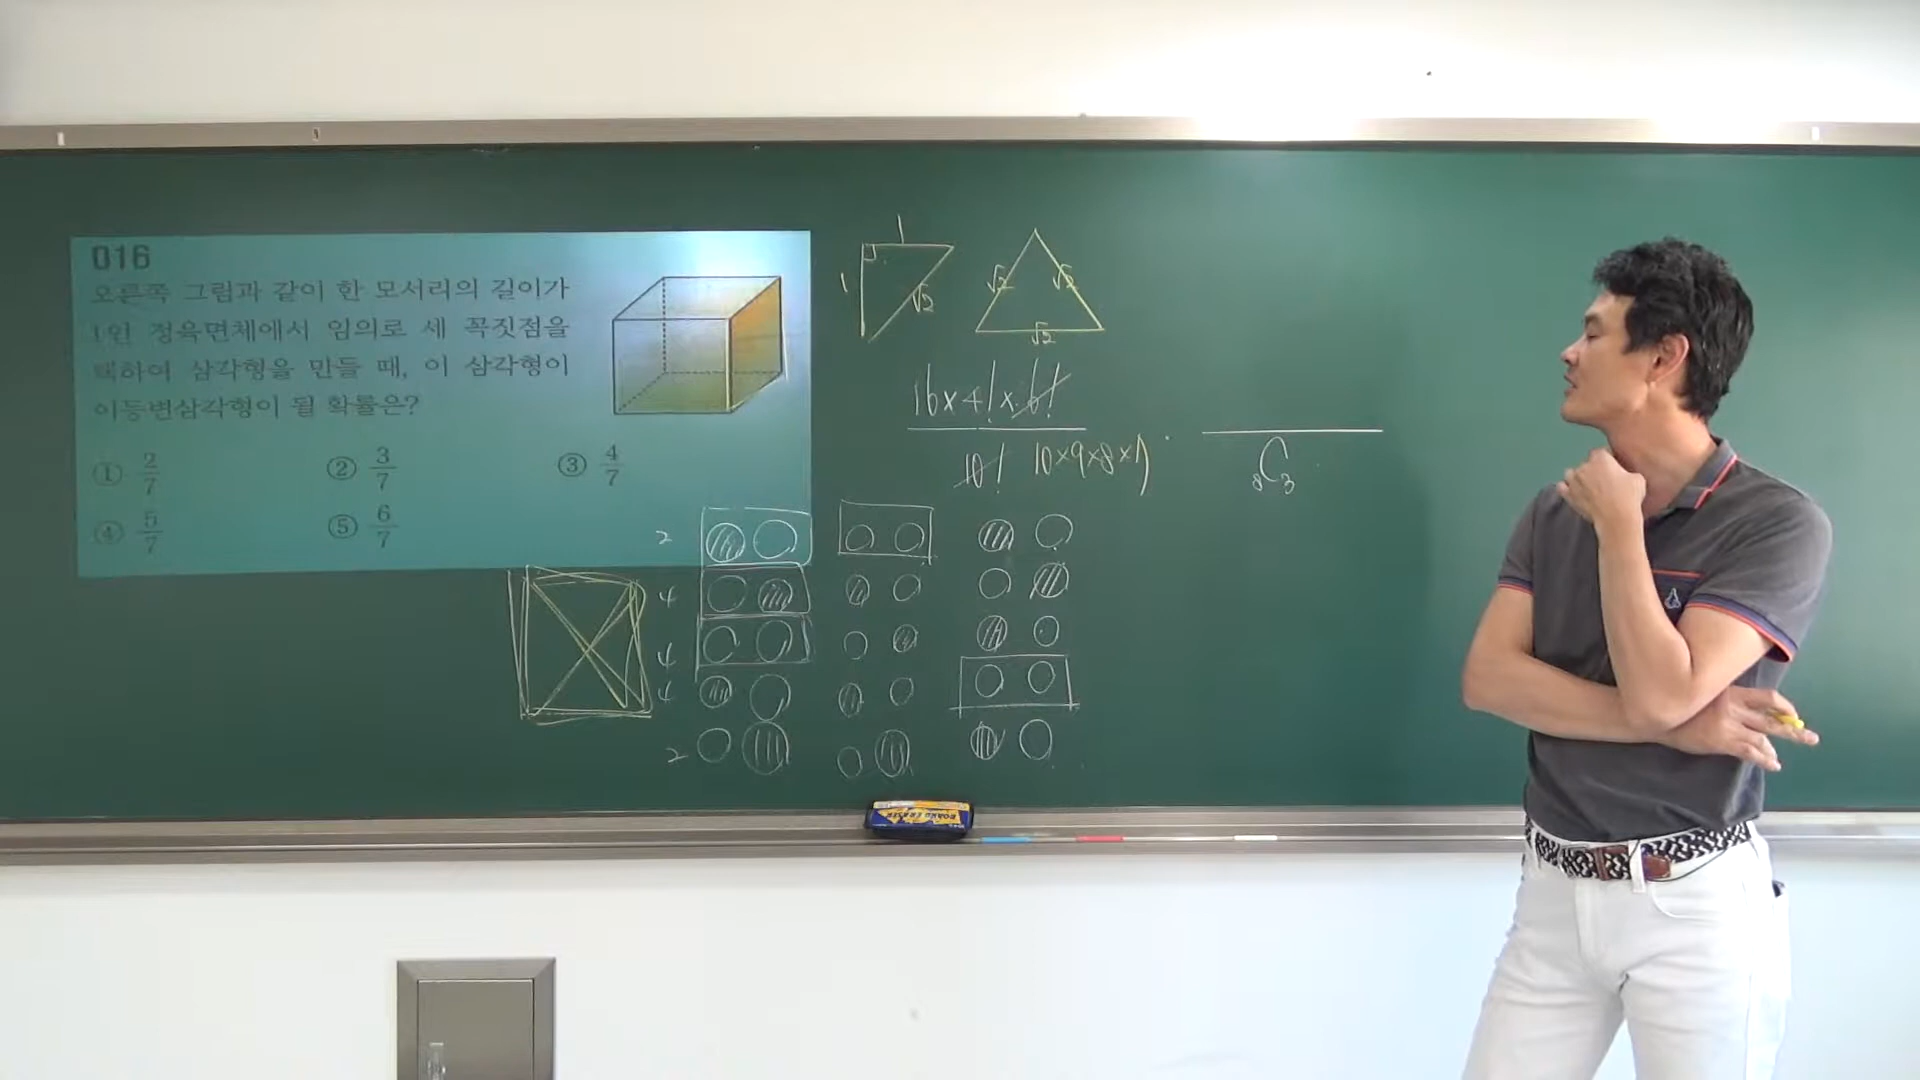 016
오른쪽 그림과 같이 한 모서리의 길이가
1인 정육면체에서 임의로 세 꼭짓점을
택하여 삼각형을 만들 때, 이 삼각형이
이등변삼각형이 될 확률은?
① 2/7 ② 3/7 ③ 4/7
④ 5/7 ⑤ 6/7
1
1
√2
√2 √2
√2
16×4!×6!
10! 10×9×8×7
8C3
2
4
4
4
2
BOARD ERASER